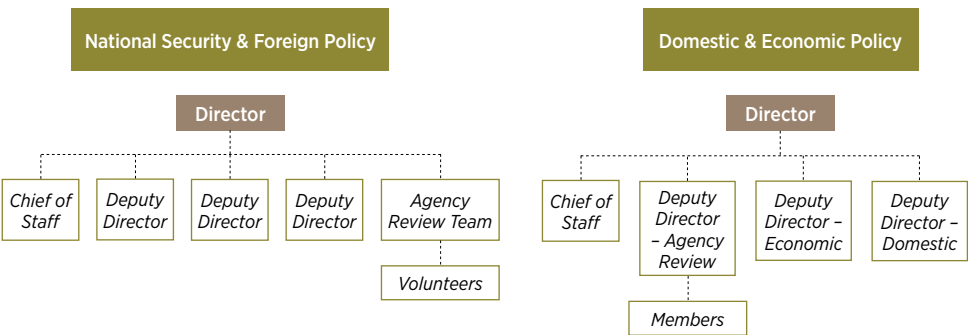 National Security & Foreign Policy
Director
Chief of
Staff
Deputy
Director
Deputy
Director
Deputy
Director
Agency
Review Team
Volunteers
Domestic & Economic Policy
Director
Chief of
Staff
Deputy
Director
– Agency
Review
Members
Deputy
Director –
Economic
Deputy
Director –
Domestic